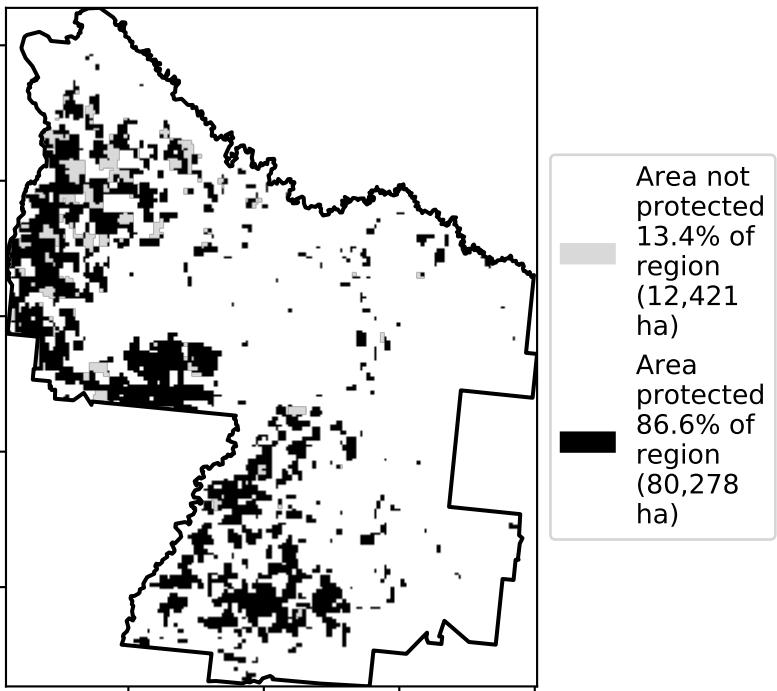 Area not
protected
13.4% of
region
(12,421
ha)
Area
protected
86.6% of
region
(80,278
ha)